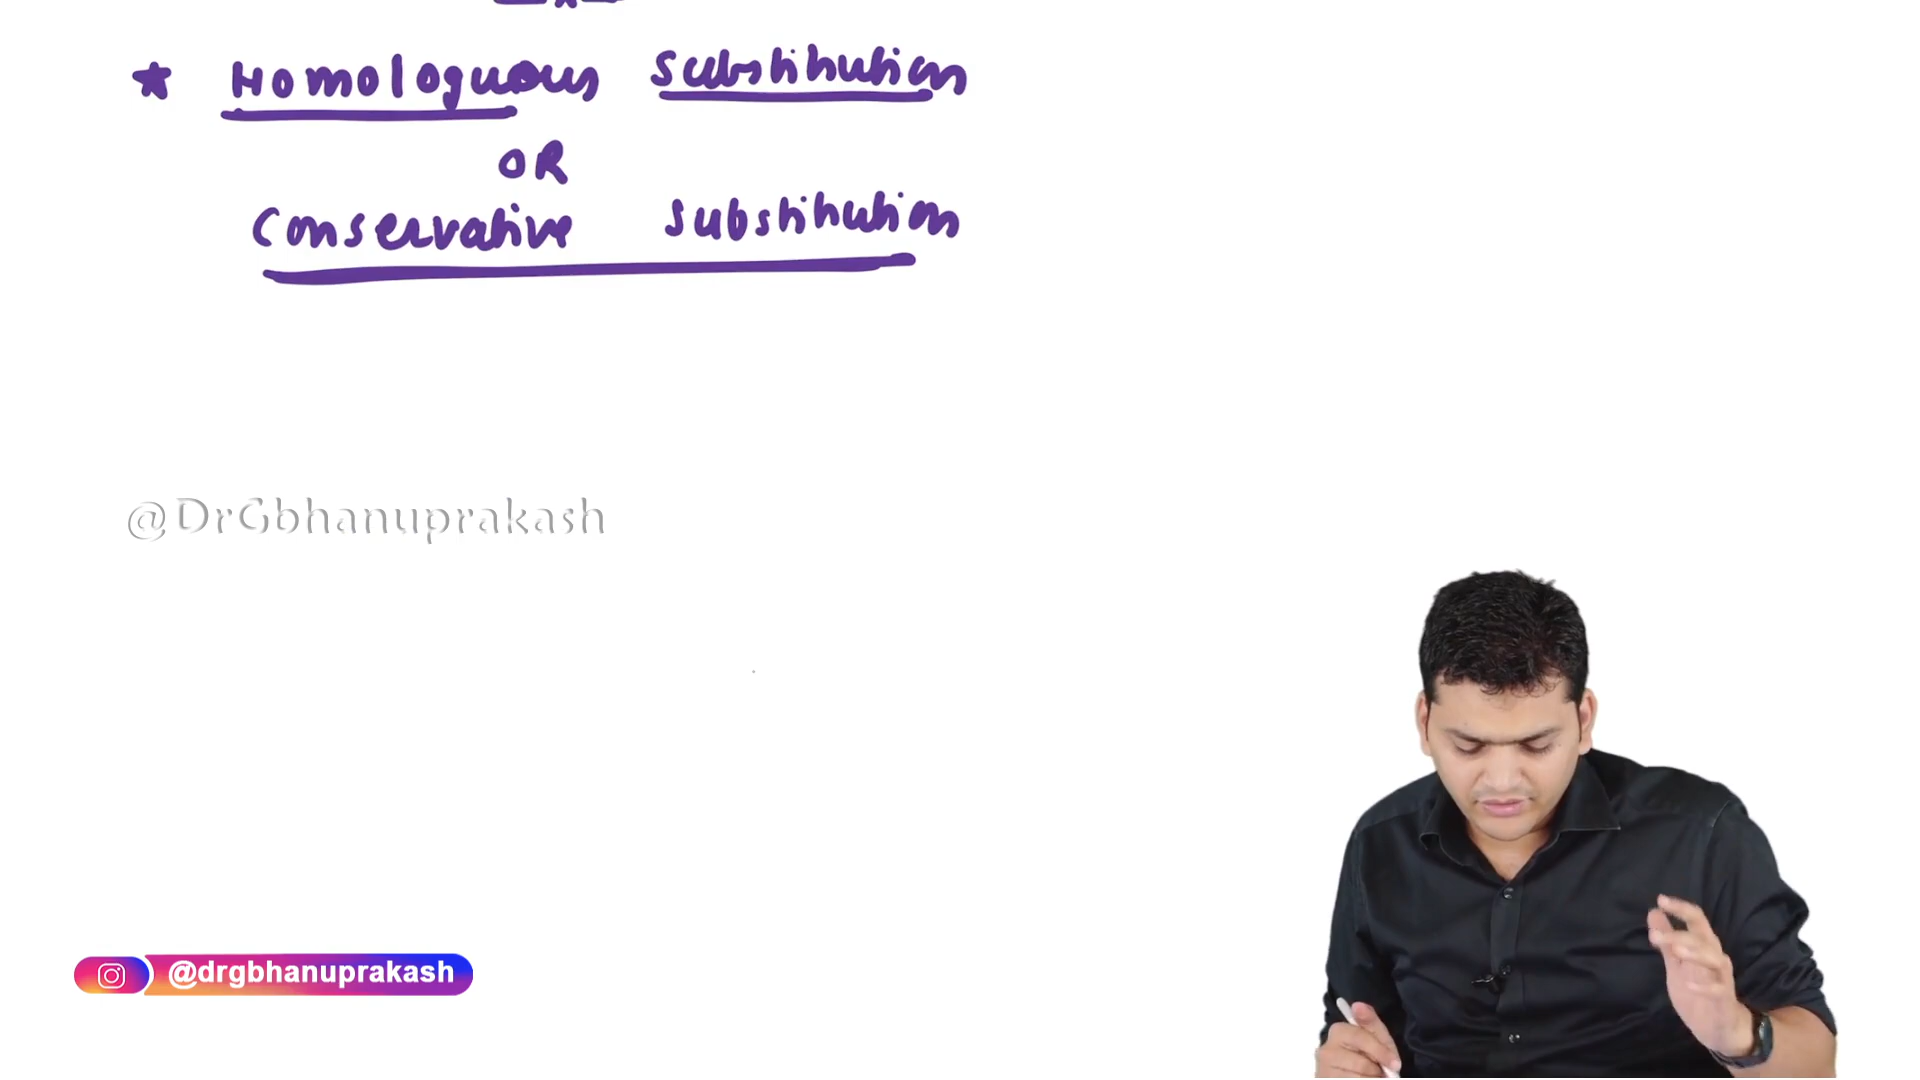 ★ Homologuous Substitution
OR
Conservative Substitution
@DrGbhanuprakash
@drgbhanuprakash